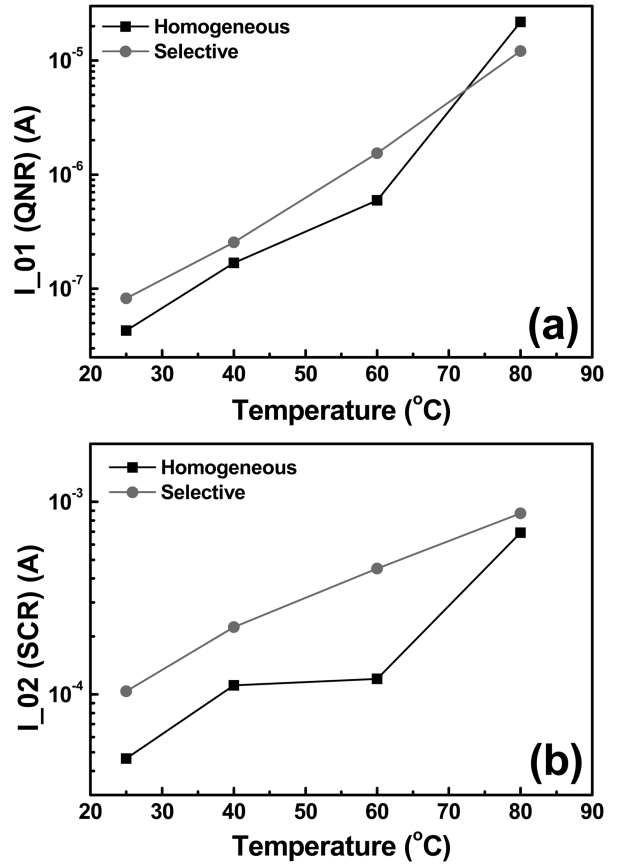 Homogeneous
Selective
10⁻⁵
10⁻⁶
10⁻⁷
I_01 (QNR) (A)
(a)
20 30 40 50 60 70 80 90
Temperature (°C)
Homogeneous
Selective
10⁻³
10⁻⁴
I_02 (SCR) (A)
(b)
20 30 40 50 60 70 80 90
Temperature (°C)